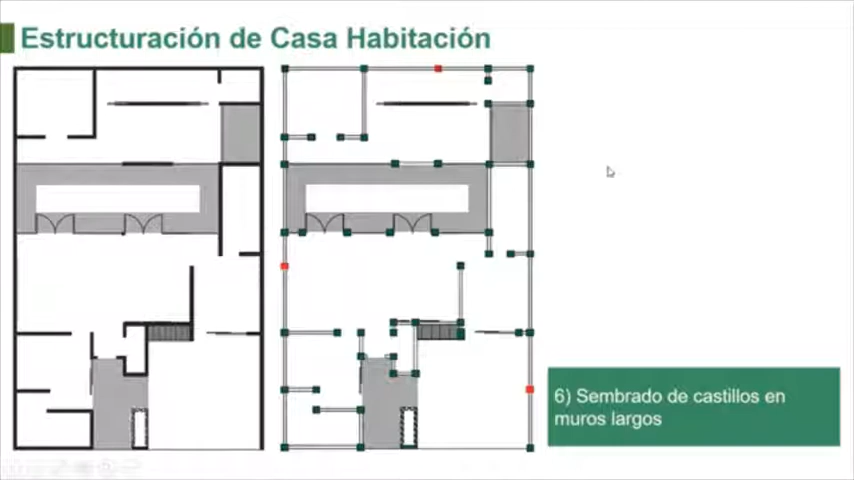 Estructuración de Casa Habitación
6) Sembrado de castillos en
muros largos